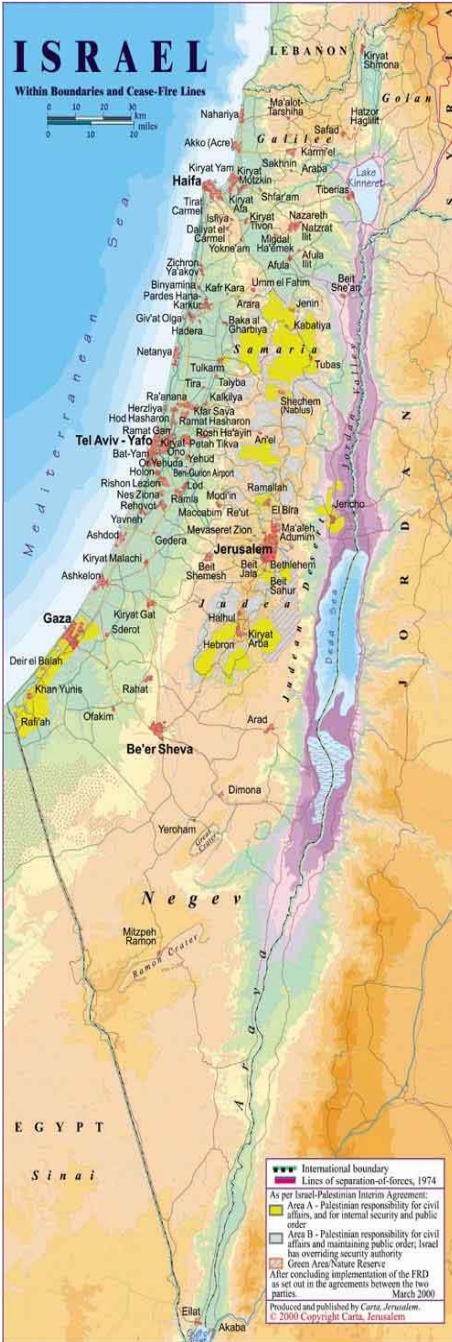 ISRAEL
Within Boundaries and Cease-Fire Lines
0 10 20 30 km
0 10 20 miles
LEBANON
Kiryat
Shmona
Golan
Nahariya
Ma'alot-
Tarshiha
Hatzor
Haglilit
Galilee
Safad
Akko (Acre)
Karmi'el
Sakhnin
Araba
Kiryat Yam
Kiryat
Motzkin
Lake
Kinneret
Haifa
Tiberias
Shfar'am
Tirat
Carmel
Kiryat
Ata
Isfiya
Kiryat
Tivon
Nazareth
Natzrat
Ilit
Daliyat el
Carmel
Migdal
Ha'emek
Yokne'am
Afula
Afula
Ilit
Zichron
Ya'akov
Beit
She'an
Binyamina
Kafr Kara
Umm el Fahm
Pardes Hana-
Karkur
Arara
Jenin
Giv'at Olga
Baka al
Gharbiya
Kabatiya
Hadera
Samaria
Netanya
Tulkarm
Tubas
Tira
Taiyba
Jordan Valley
Ra'anana
Kalkilya
Shechem
(Nablus)
Herzliya
Kfar Sava
Hod Hasharon
Ramat Hasharon
Ramat Gan
Rosh Ha'ayin
Tel Aviv - Yafo
Kiryat
Ono
Petah Tikva
Ari'el
Bat-Yam
Yehud
Or Yehuda
Ben-Gurion Airport
Holon
Lod
Ramallah
Rishon Lezion
Modi'in
Jericho
Nes Ziona
Ramla
El Bira
Rehovot
Maccabim Re'ut
Yavneh
Mevaseret Zion
Ma'aleh
Adumim
Ashdod
Gedera
Jerusalem
Kiryat Malachi
Beit
Shemesh
Beit
Jala
Bethlehem
Beit
Sahur
Ashkelon
Judea
Judean Desert
Dead Sea
JORDAN
Mediterranean Sea
Gaza
Kiryat Gat
Halhul
Sderot
Hebron
Kiryat
Arba
Deir el Balah
Khan Yunis
Rahat
Rafi'ah
Ofakim
Arad
Be'er Sheva
Dimona
Yeroham
Great
Crater
Negev
Mitzpeh
Ramon
Ramon Crater
Arava
EGYPT
Sinai
Eilat
Akaba
International boundary
Lines of separation-of-forces, 1974
As per Israel-Palestinian Interim Agreement:
Area A - Palestinian responsibility for civil
affairs, and for internal security and public
order
Area B - Palestinian responsibility for civil
affairs and maintaining public order; Israel
has overriding security authority
Green Area/Nature Reserve
After concluding implementation of the FRD
as set out in the agreements between the two
parties. March 2000
Produced and published by Carta, Jerusalem.
© 2000 Copyright Carta, Jerusalem